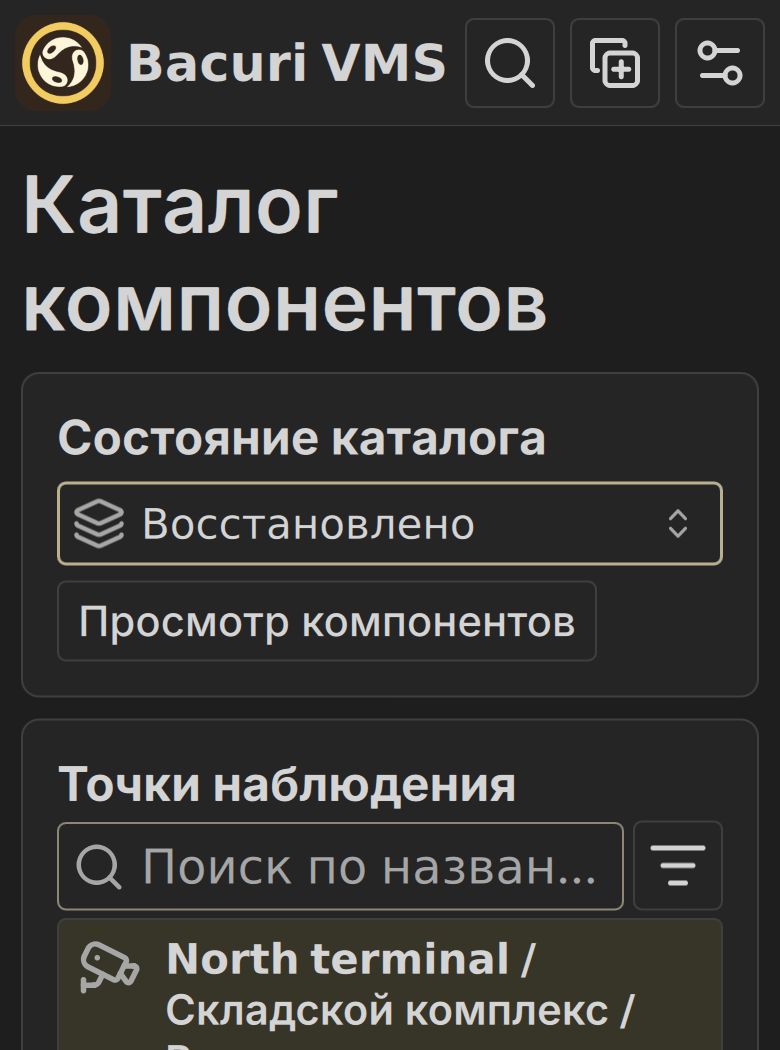 Bacuri VMS
Каталог
компонентов
Состояние каталога
Восстановлено
Просмотр компонентов
Точки наблюдения
Поиск по назван...
North terminal /
Складской комплекс /